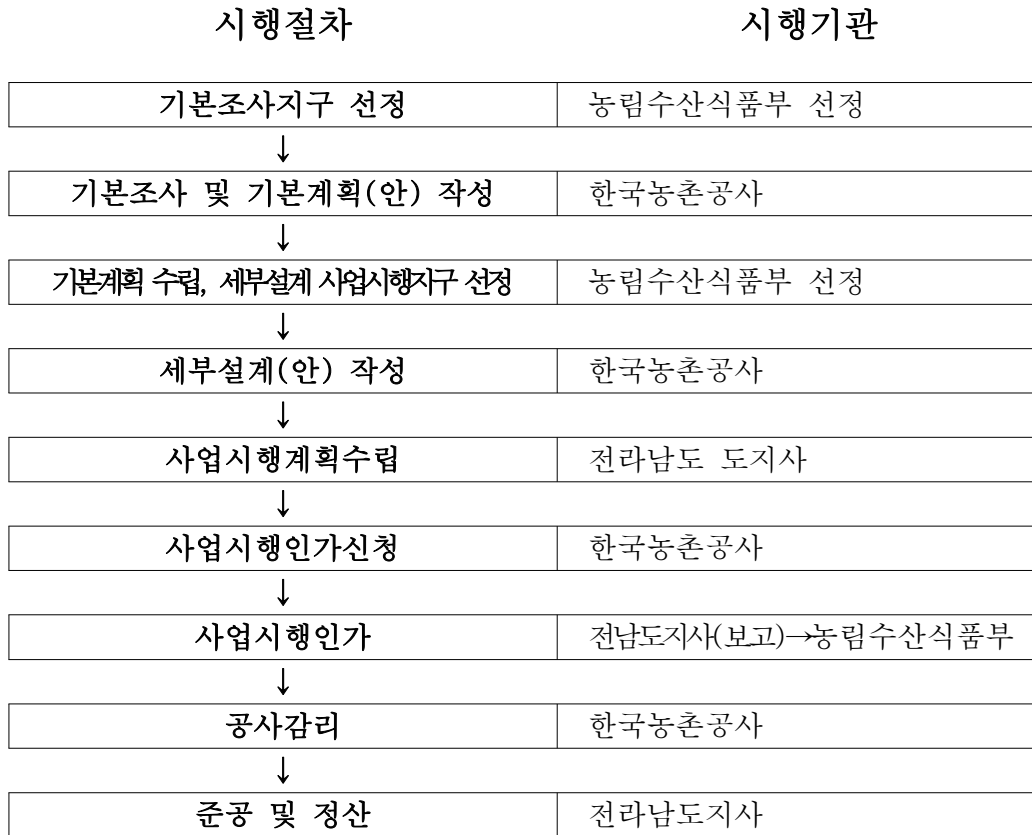 시행절차 시행기관
기본조사지구 선정 농림수산식품부 선정
↓
기본조사 및 기본계획(안) 작성 한국농촌공사
↓
기본계획 수립, 세부설계 사업시행지구 선정 농림수산식품부 선정
↓
세부설계(안) 작성 한국농촌공사
↓
사업시행계획수립 전라남도 도지사
↓
사업시행인가신청 한국농촌공사
↓
사업시행인가 전남도지사(보고)→농림수산식품부
↓
공사감리 한국농촌공사
↓
준공 및 정산 전라남도지사